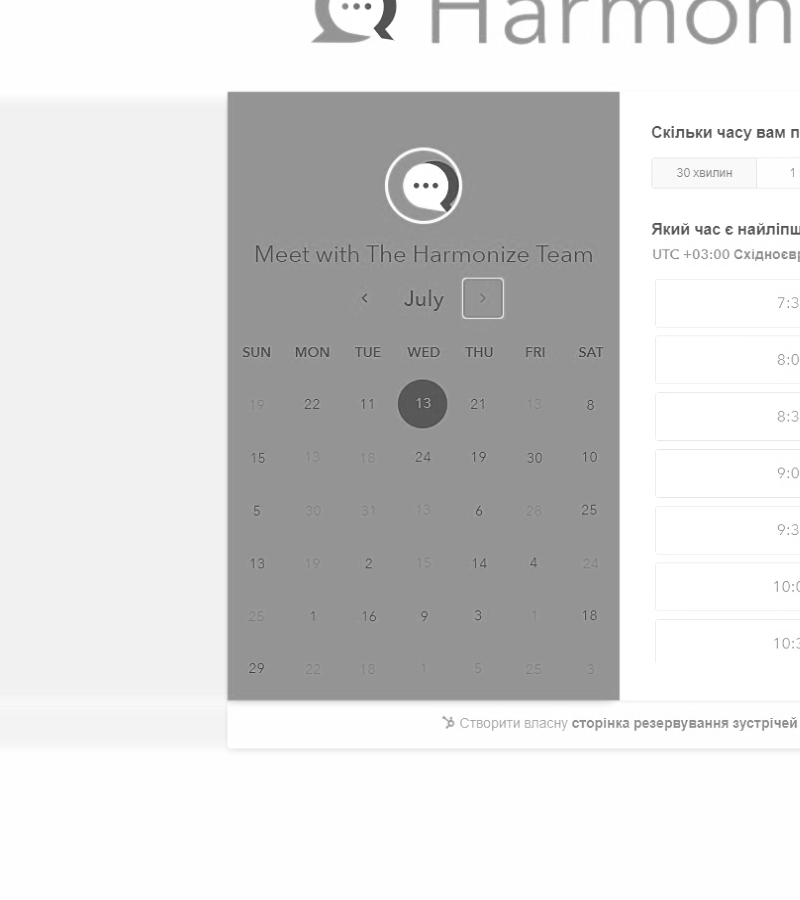 Harmon
Meet with The Harmonize Team
July
SUN MON TUE WED THU FRI SAT
19 22 11 13 21 13 8
15 13 18 24 19 30 10
5 30 31 13 6 28 25
13 19 2 15 14 4 24
25 1 16 9 3 1 18
29 22 18 1 5 25 3
Скільки часу вам п
30 хвилин 1
Який час є найліпш
UTC +03:00 Східноєвр
7:3
8:0
8:3
9:0
9:3
10:0
10:3
Створити власну сторінка резервування зустрічей